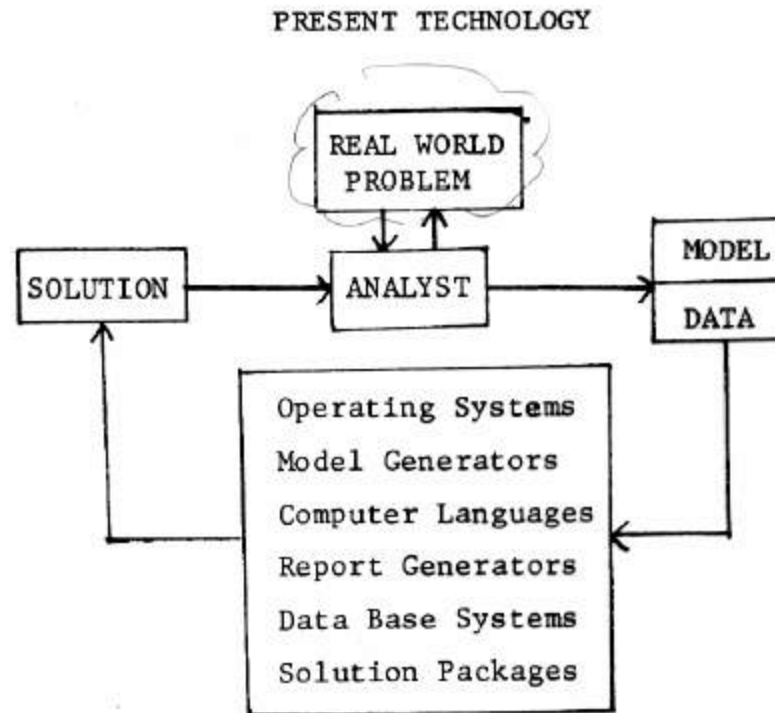 PRESENT TECHNOLOGY
REAL WORLD
PROBLEM
SOLUTION
ANALYST
MODEL
DATA
Operating Systems
Model Generators
Computer Languages
Report Generators
Data Base Systems
Solution Packages